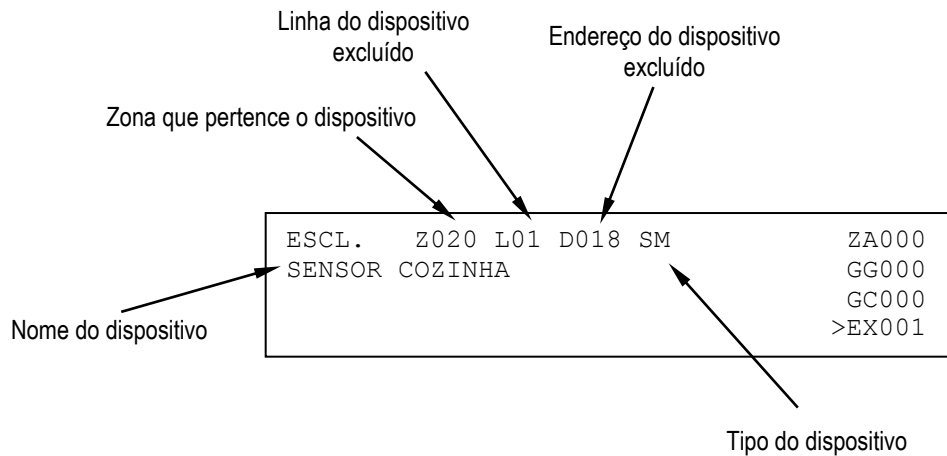 Linha do dispositivo
excluído
Endereço do dispositivo
excluído
Zona que pertence o dispositivo
ESCL. Z020 L01 D018 SM ZA000
SENSOR COZINHA GG000
GC000
>EX001
Nome do dispositivo
Tipo do dispositivo